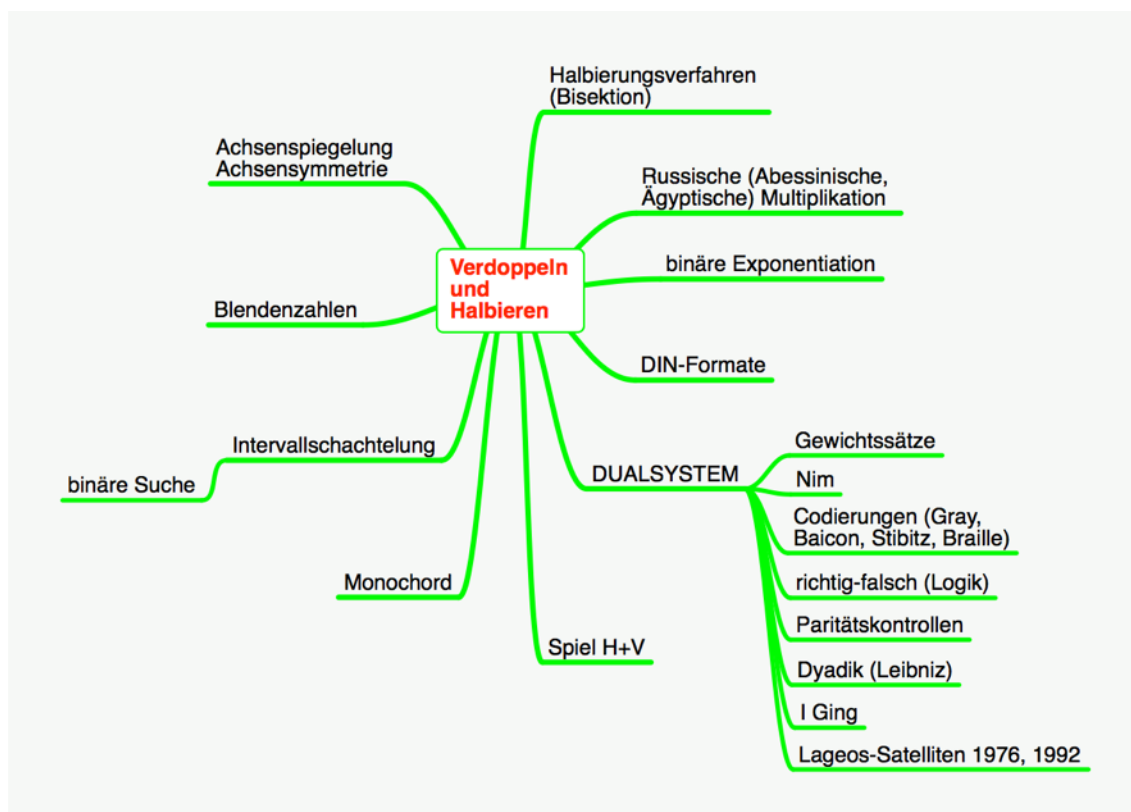 Halbierungsverfahren
(Bisektion)
Achsenspiegelung
Achsensymmetrie
Russische (Abessinische,
Ägyptische) Multiplikation
Verdoppeln
und
Halbieren
binäre Exponentiation
Blendenzahlen
DIN-Formate
Intervallschachtelung
binäre Suche
DUALSYSTEM
Gewichtssätze
Nim
Codierungen (Gray,
Baicon, Stibitz, Braille)
richtig-falsch (Logik)
Paritätskontrollen
Dyadik (Leibniz)
I Ging
Lageos-Satelliten 1976, 1992
Monochord
Spiel H+V